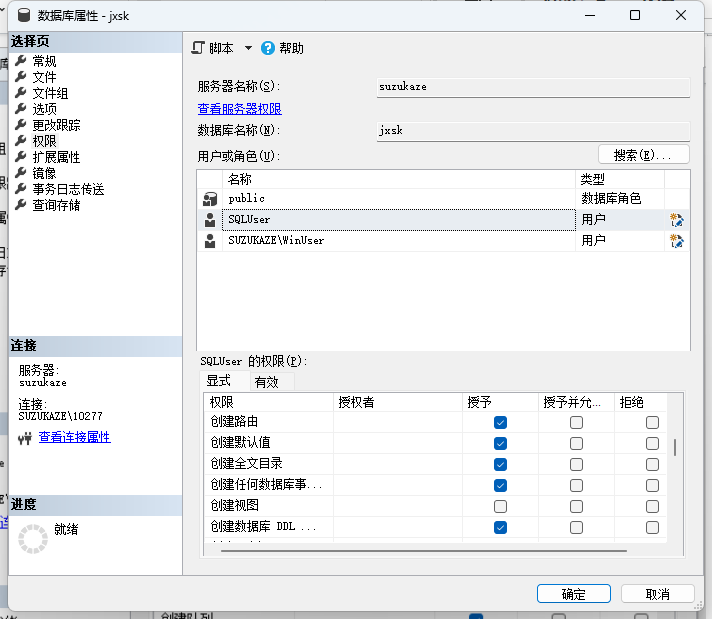 数据库属性 - jxsk
选择页
常规
文件
文件组
选项
更改跟踪
权限
扩展属性
镜像
事务日志传送
查询存储
连接
服务器:
suzukaze
连接:
SUZUKAZE\10277
查看连接属性
进度
就绪
脚本
帮助
服务器名称(S):
suzukaze
查看服务器权限
数据库名称(N):
jxsk
用户或角色(U):
搜索(E)...
名称 类型
public 数据库角色
SQLUser 用户
SUZUKAZE\WinUser 用户
SQLUser 的权限(P):
显式 有效
权限 授权者 授予 授予并允... 拒绝
创建路由
创建默认值
创建全文目录
创建任何数据库事...
创建视图
创建数据库 DDL ...
确定 取消
创建队列